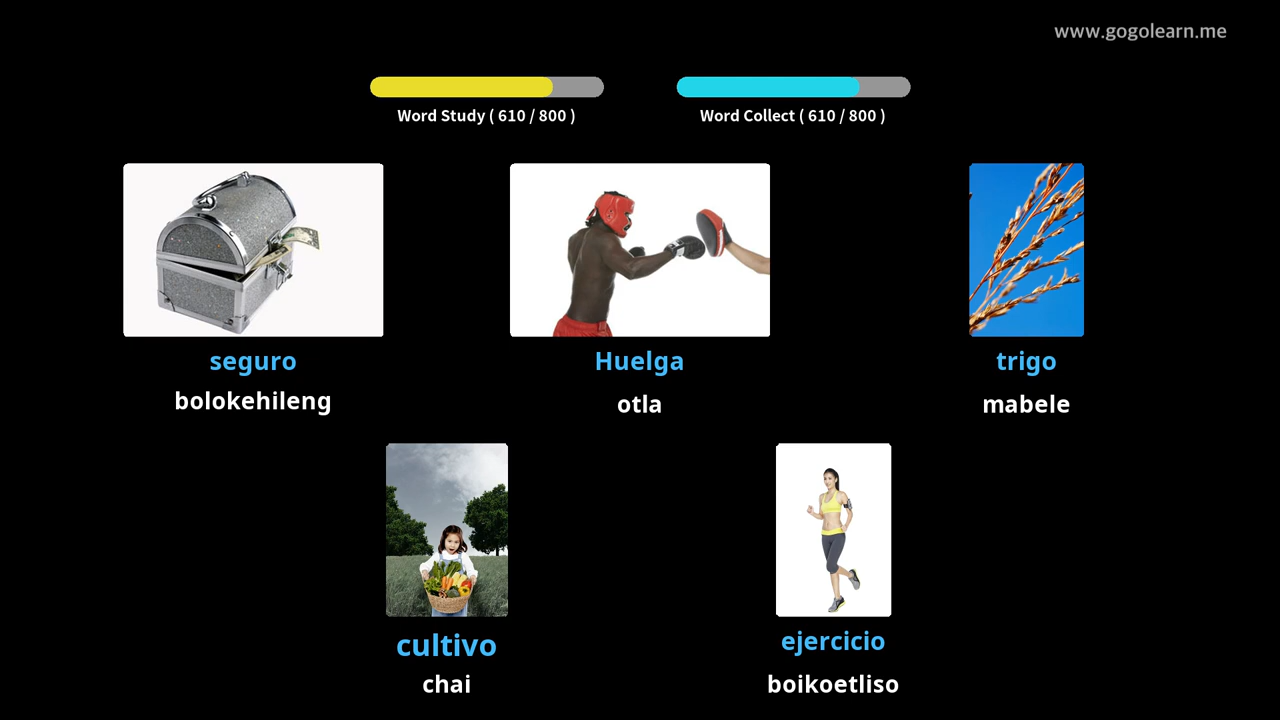 www.gogolearn.me
Word Study ( 610 / 800 )
Word Collect ( 610 / 800 )
seguro
bolokehileng
Huelga
otla
trigo
mabele
cultivo
chai
ejercicio
boikoetliso